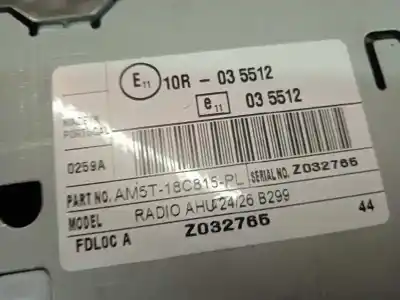 E11 10R - 03 5512
e11 03 5512
MADE IN
PORTUGAL
0259A
PART NO. AM5T-18C815-PL SERIAL NO. Z032765
MODEL RADIO AHU-24/26 B299 44
FDLOC A Z032765